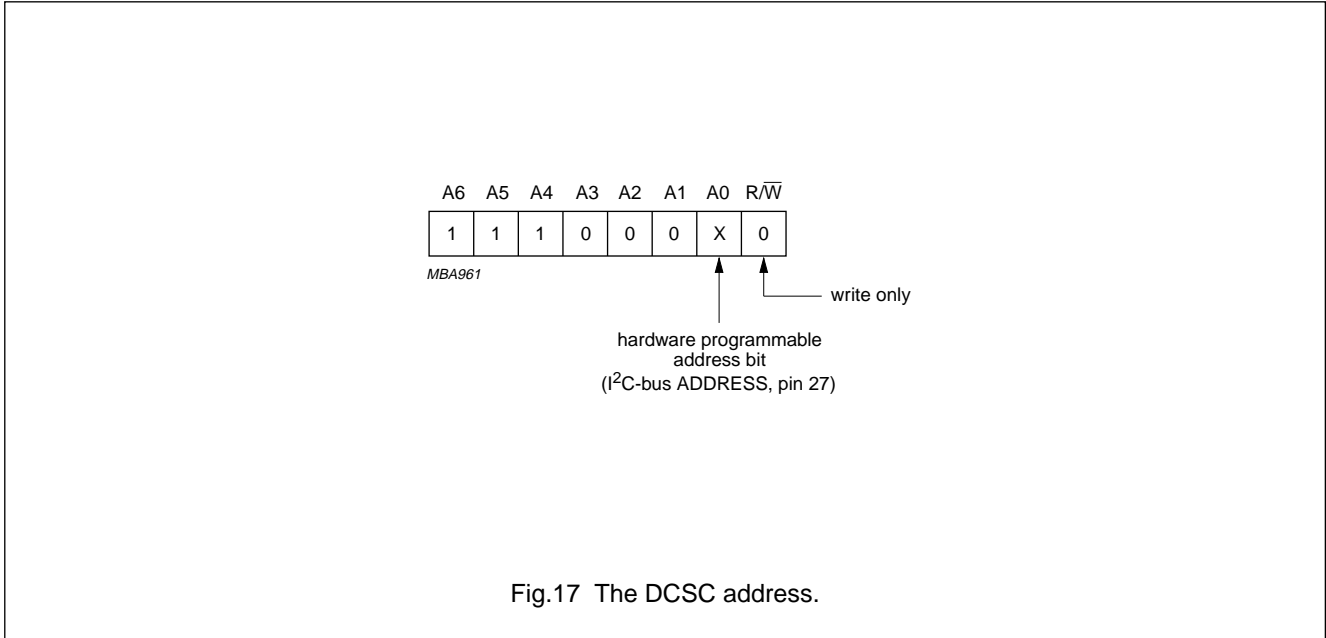 A6 A5 A4 A3 A2 A1 A0 R/W̅
1 1 1 0 0 0 X 0
MBA961
write only
hardware programmable
address bit
(I²C-bus ADDRESS, pin 27)
Fig.17 The DCSC address.